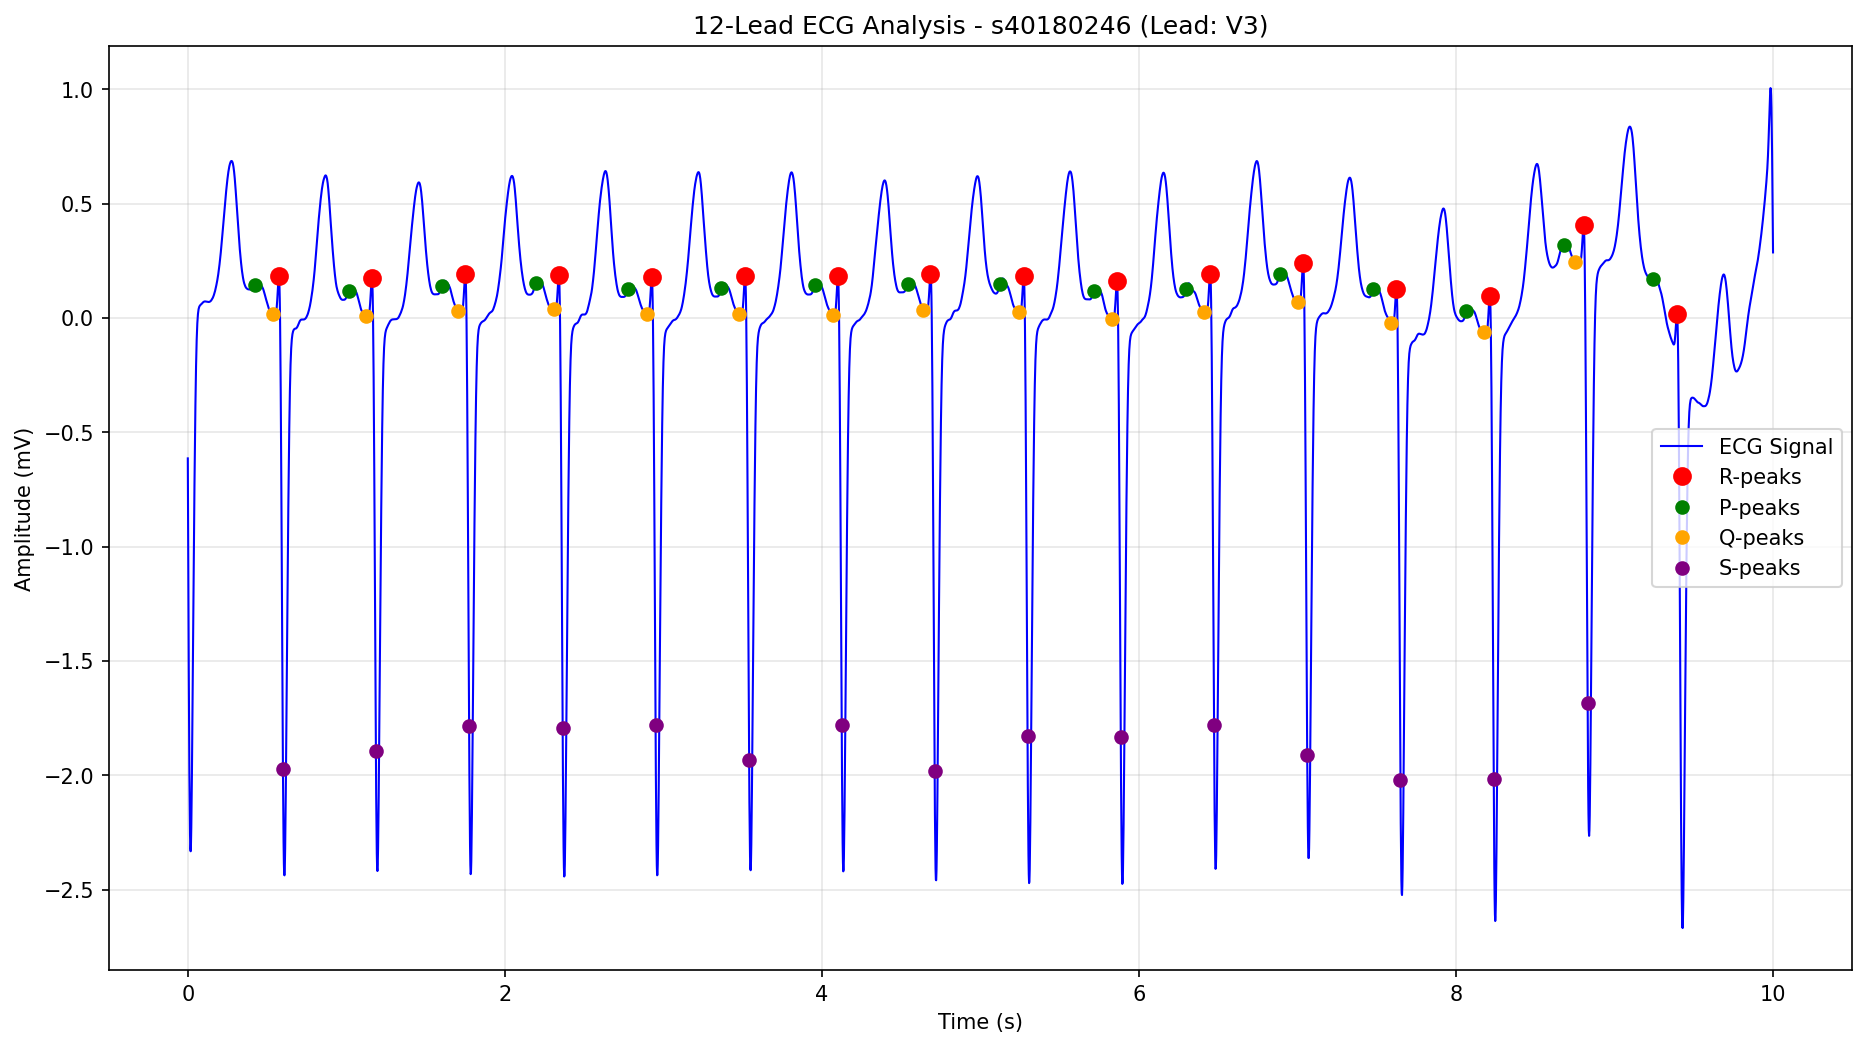 12-Lead ECG Analysis - s40180246 (Lead: V3)
1.0
0.5
0.0
−0.5
−1.0
−1.5
−2.0
−2.5
Amplitude (mV)
ECG Signal
R-peaks
P-peaks
Q-peaks
S-peaks
0 2 4 6 8 10
Time (s)